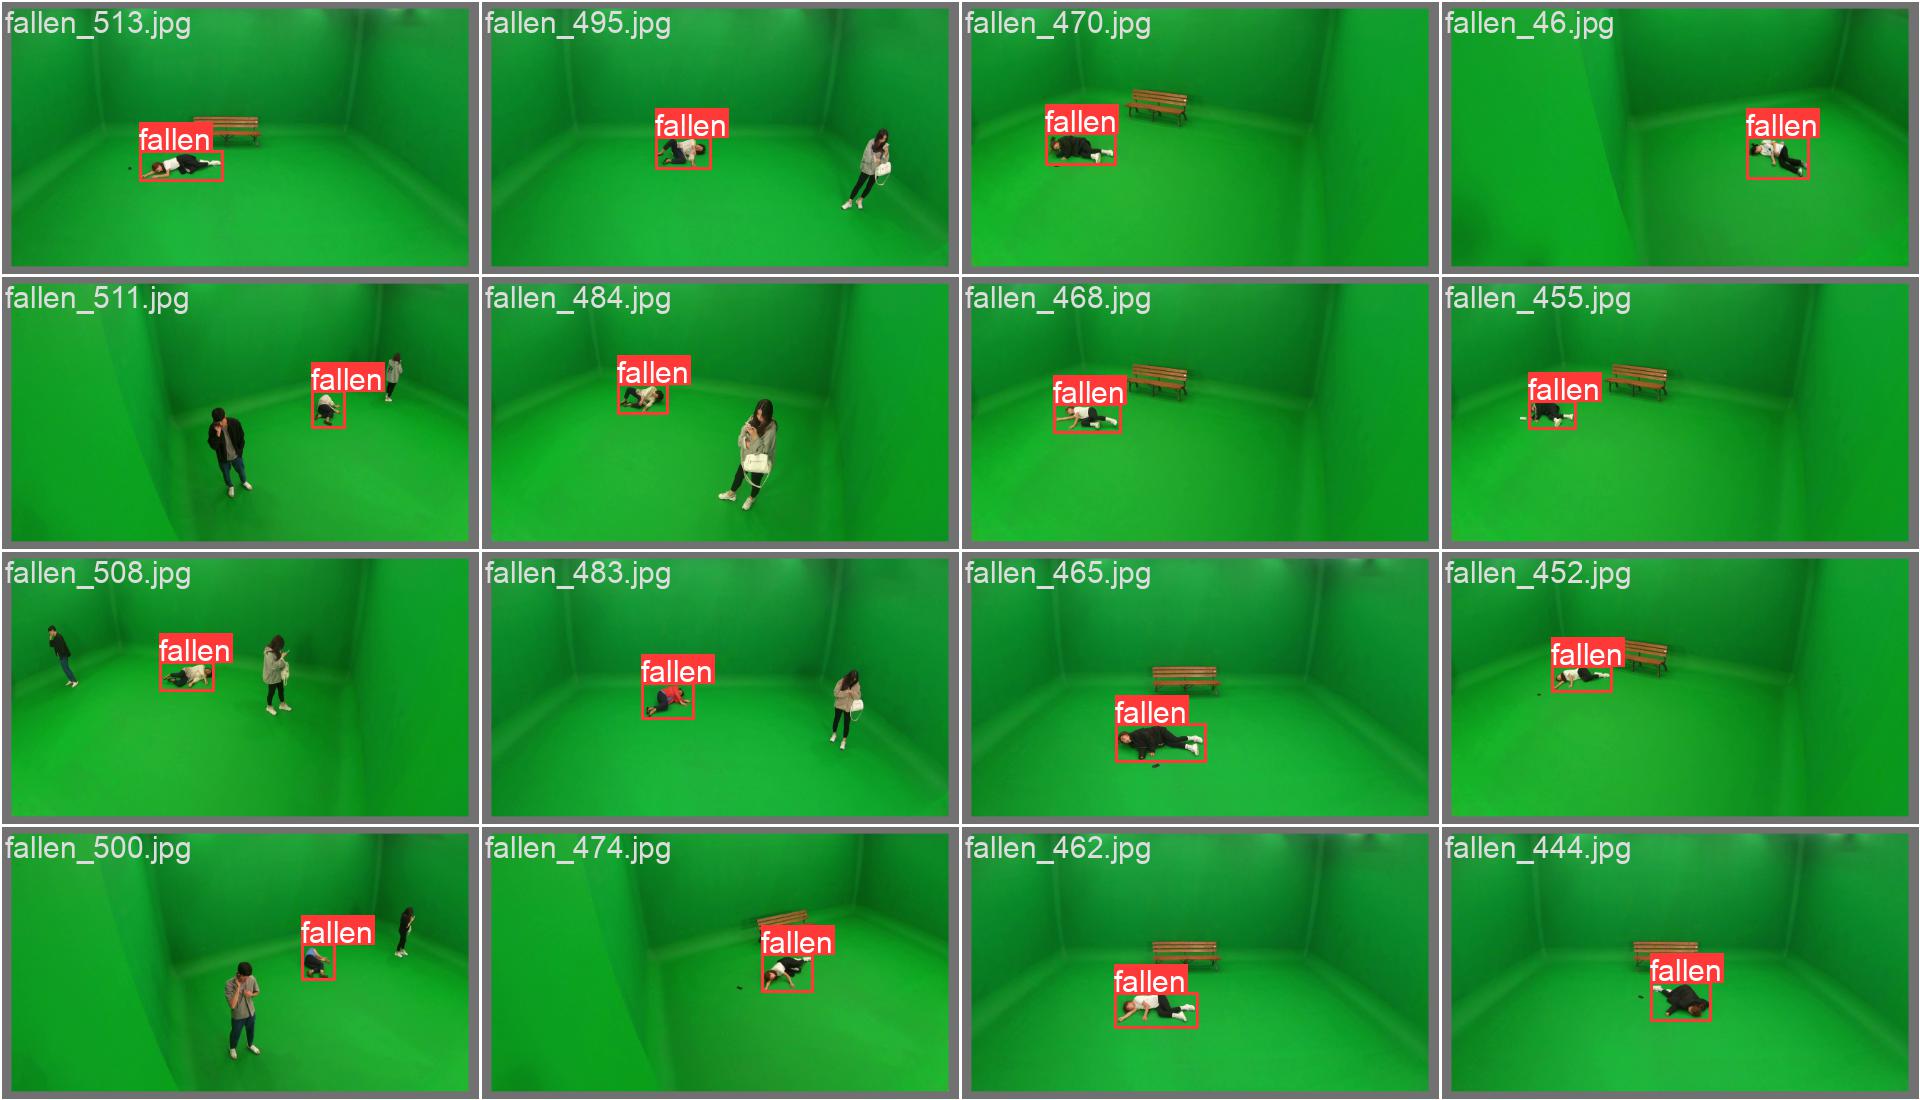 fallen_513.jpg
fallen
fallen_495.jpg
fallen
fallen_470.jpg
fallen
fallen_46.jpg
fallen
fallen_511.jpg
fallen
fallen_484.jpg
fallen
fallen_468.jpg
fallen
fallen_455.jpg
fallen
fallen_508.jpg
fallen
fallen_483.jpg
fallen
fallen_465.jpg
fallen
fallen_452.jpg
fallen
fallen_500.jpg
fallen
fallen_474.jpg
fallen
fallen_462.jpg
fallen
fallen_444.jpg
fallen